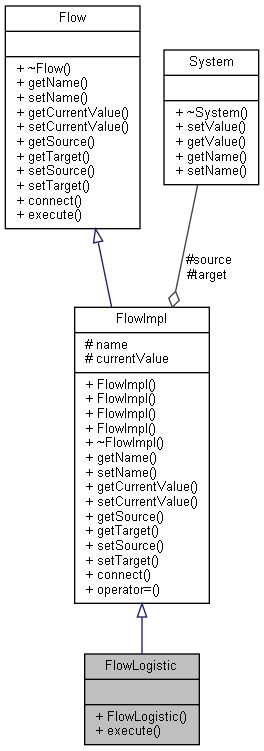 Flow
+ ~Flow()
+ getName()
+ setName()
+ getCurrentValue()
+ setCurrentValue()
+ getSource()
+ getTarget()
+ setSource()
+ setTarget()
+ connect()
+ execute()
System
+ ~System()
+ setValue()
+ getValue()
+ getName()
+ setName()
#source
#target
FlowImpl
# name
# currentValue
+ FlowImpl()
+ FlowImpl()
+ FlowImpl()
+ FlowImpl()
+ ~FlowImpl()
+ getName()
+ setName()
+ getCurrentValue()
+ setCurrentValue()
+ getSource()
+ getTarget()
+ setSource()
+ setTarget()
+ connect()
+ operator=()
FlowLogistic
+ FlowLogistic()
+ execute()